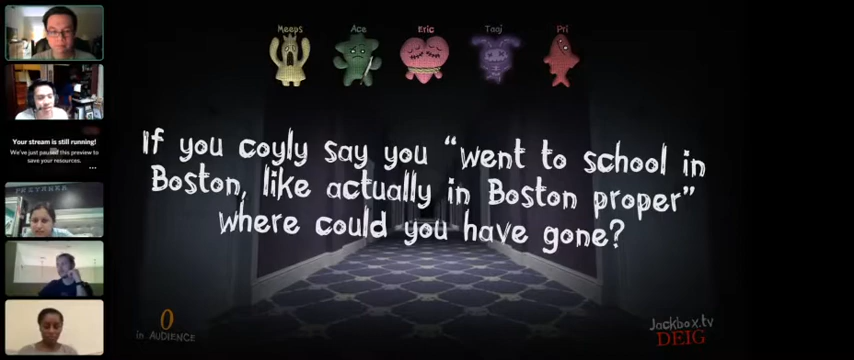 Meeps Ace Eric Taaj Pri
If you coyly say you "went to school in
Boston, like actually in Boston proper"
where could you have gone?
Your stream is still running!
We've just paused this preview to
save your resources.
PRIYANKA
0
in AUDIENCE
Jackbox.tv
DEIG